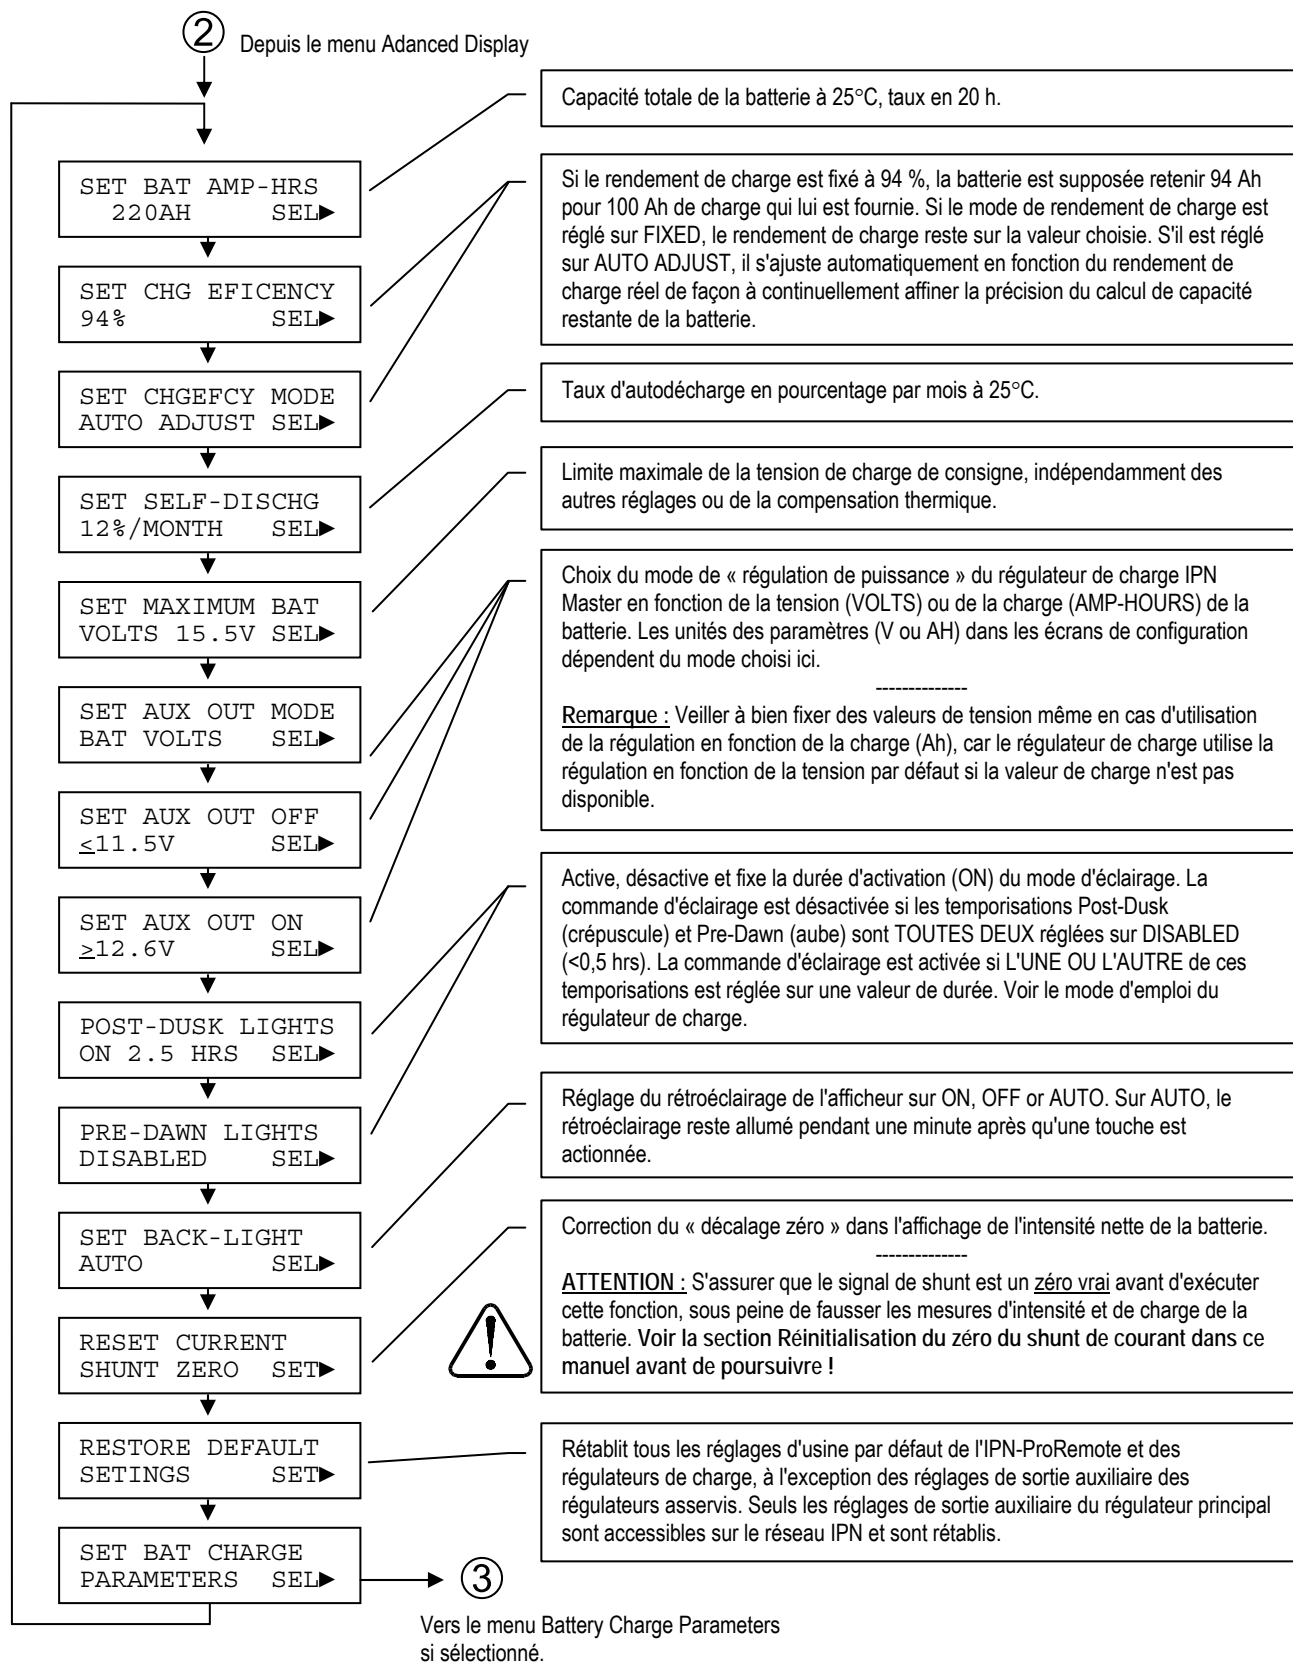 2 Depuis le menu Adanced Display
Capacité totale de la batterie à 25°C, taux en 20 h.
SET BAT AMP-HRS
220AH SEL►
Si le rendement de charge est fixé à 94 %, la batterie est supposée retenir 94 Ah
pour 100 Ah de charge qui lui est fournie. Si le mode de rendement de charge est
réglé sur FIXED, le rendement de charge reste sur la valeur choisie. S'il est réglé
sur AUTO ADJUST, il s'ajuste automatiquement en fonction du rendement de
charge réel de façon à continuellement affiner la précision du calcul de capacité
restante de la batterie.
SET CHG EFICENCY
94% SEL►
SET CHGEFCY MODE
AUTO ADJUST SEL►
Taux d'autodécharge en pourcentage par mois à 25°C.
SET SELF-DISCHG
12%/MONTH SEL►
Limite maximale de la tension de charge de consigne, indépendamment des
autres réglages ou de la compensation thermique.
SET MAXIMUM BAT
VOLTS 15.5V SEL►
Choix du mode de « régulation de puissance » du régulateur de charge IPN
Master en fonction de la tension (VOLTS) ou de la charge (AMP-HOURS) de la
batterie. Les unités des paramètres (V ou AH) dans les écrans de configuration
dépendent du mode choisi ici.
--------------
Remarque : Veiller à bien fixer des valeurs de tension même en cas d'utilisation
de la régulation en fonction de la charge (Ah), car le régulateur de charge utilise la
régulation en fonction de la tension par défaut si la valeur de charge n'est pas
disponible.
SET AUX OUT MODE
BAT VOLTS SEL►
SET AUX OUT OFF
≤11.5V SEL►
SET AUX OUT ON
≥12.6V SEL►
Active, désactive et fixe la durée d'activation (ON) du mode d'éclairage. La
commande d'éclairage est désactivée si les temporisations Post-Dusk
(crépuscule) et Pre-Dawn (aube) sont TOUTES DEUX réglées sur DISABLED
(<0,5 hrs). La commande d'éclairage est activée si L'UNE OU L'AUTRE de ces
temporisations est réglée sur une valeur de durée. Voir le mode d'emploi du
régulateur de charge.
POST-DUSK LIGHTS
ON 2.5 HRS SEL►
PRE-DAWN LIGHTS
DISABLED SEL►
Réglage du rétroéclairage de l'afficheur sur ON, OFF or AUTO. Sur AUTO, le
rétroéclairage reste allumé pendant une minute après qu'une touche est
actionnée.
SET BACK-LIGHT
AUTO SEL►
Correction du « décalage zéro » dans l'affichage de l'intensité nette de la batterie.
--------------
ATTENTION : S'assurer que le signal de shunt est un zéro vrai avant d'exécuter
cette fonction, sous peine de fausser les mesures d'intensité et de charge de la
batterie. Voir la section Réinitialisation du zéro du shunt de courant dans ce
manuel avant de poursuivre !
!
RESET CURRENT
SHUNT ZERO SET►
RESTORE DEFAULT
SETINGS SET►
Rétablit tous les réglages d'usine par défaut de l'IPN-ProRemote et des
régulateurs de charge, à l'exception des réglages de sortie auxiliaire des
régulateurs asservis. Seuls les réglages de sortie auxiliaire du régulateur principal
sont accessibles sur le réseau IPN et sont rétablis.
SET BAT CHARGE
PARAMETERS SEL►
3
Vers le menu Battery Charge Parameters
si sélectionné.